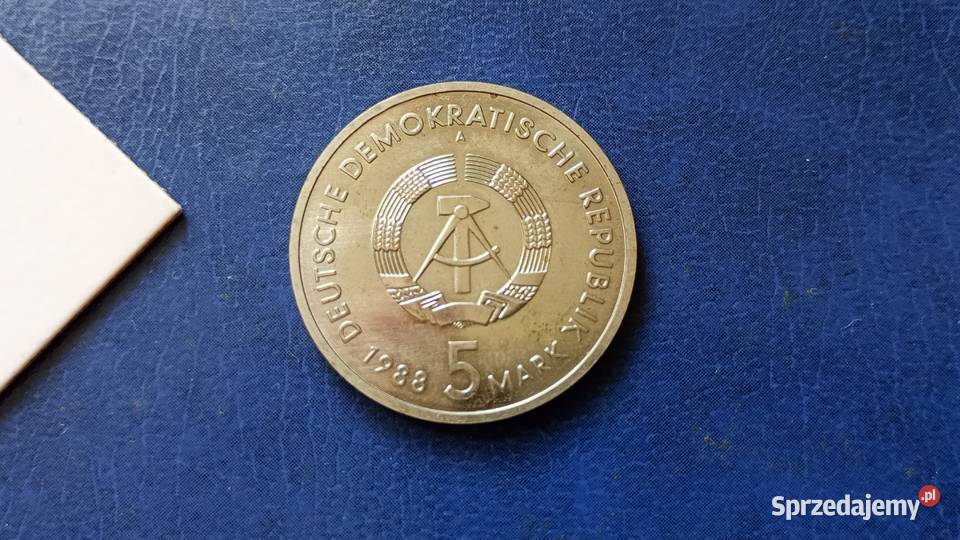 DEUTSCHE DEMOKRATISCHE REPUBLIK
A
1988 5 MARK
Sprzedajemy.pl